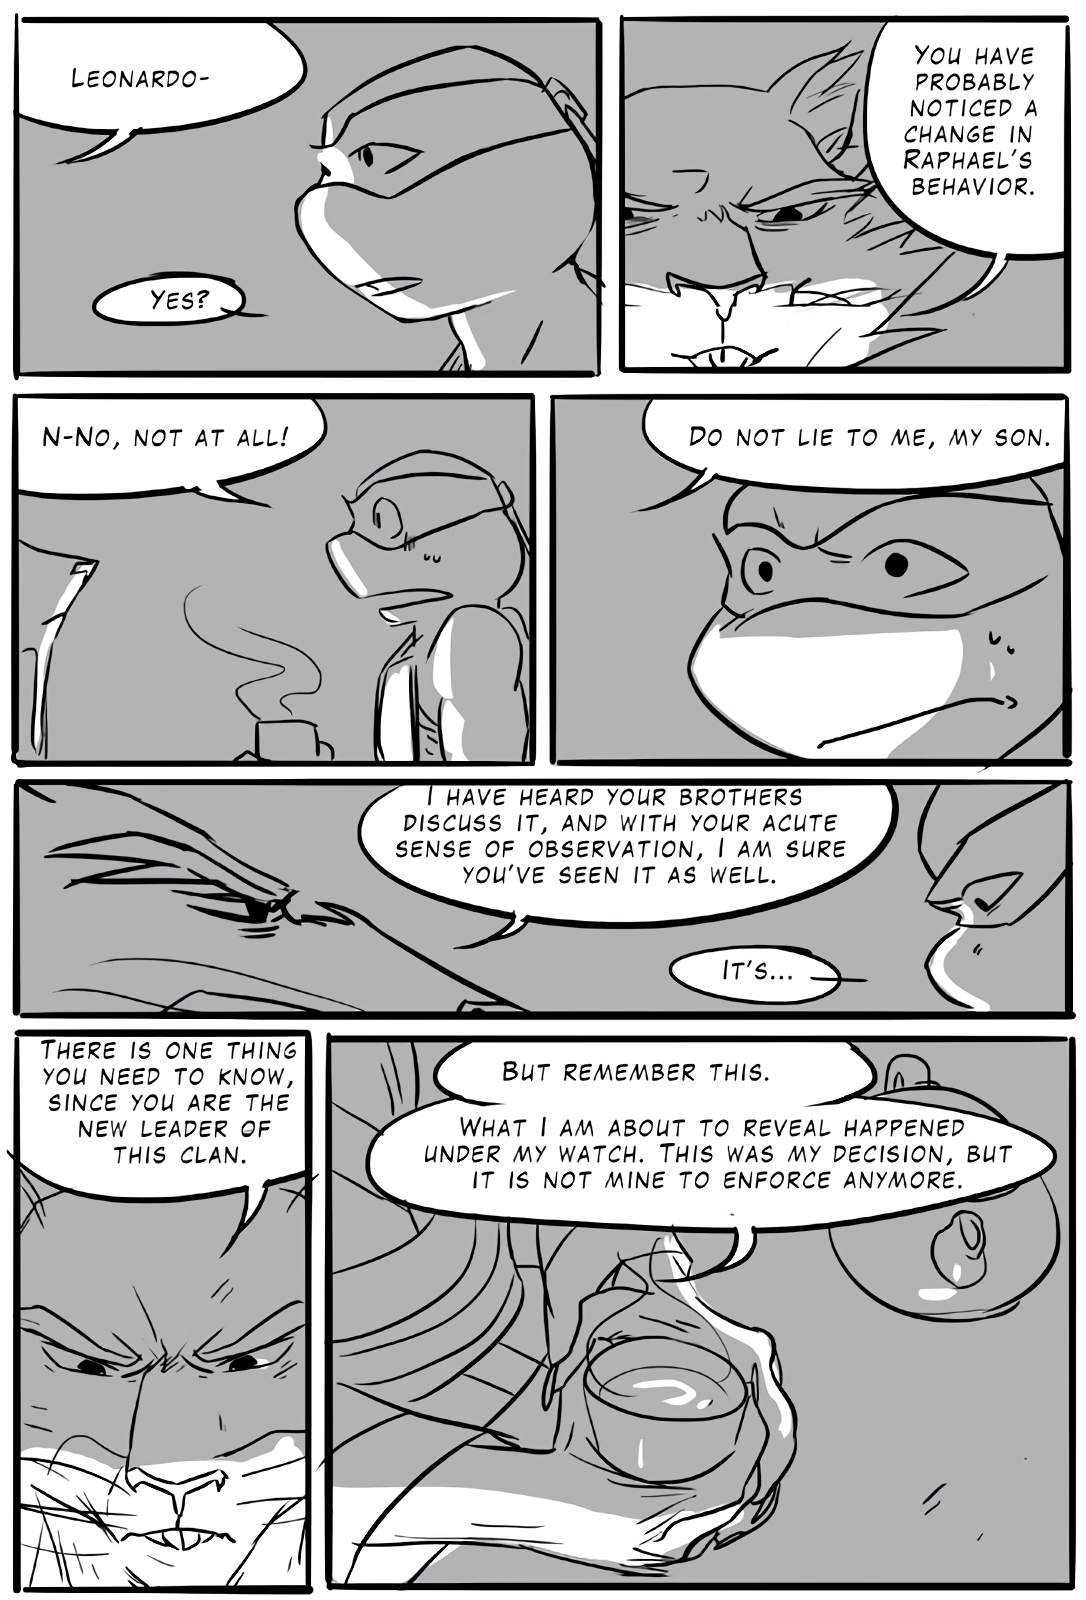 Leonardo-
Yes?
You have
probably
noticed a
change in
Raphael's
behavior.
N-No, not at all!
Do not lie to me, my son.
I have heard your brothers
discuss it, and with your acute
sense of observation, I am sure
you've seen it as well.
It's...
There is one thing
you need to know,
since you are the
new leader of
this clan.
But remember this.
What I am about to reveal happened
under my watch. This was my decision, but
it is not mine to enforce anymore.